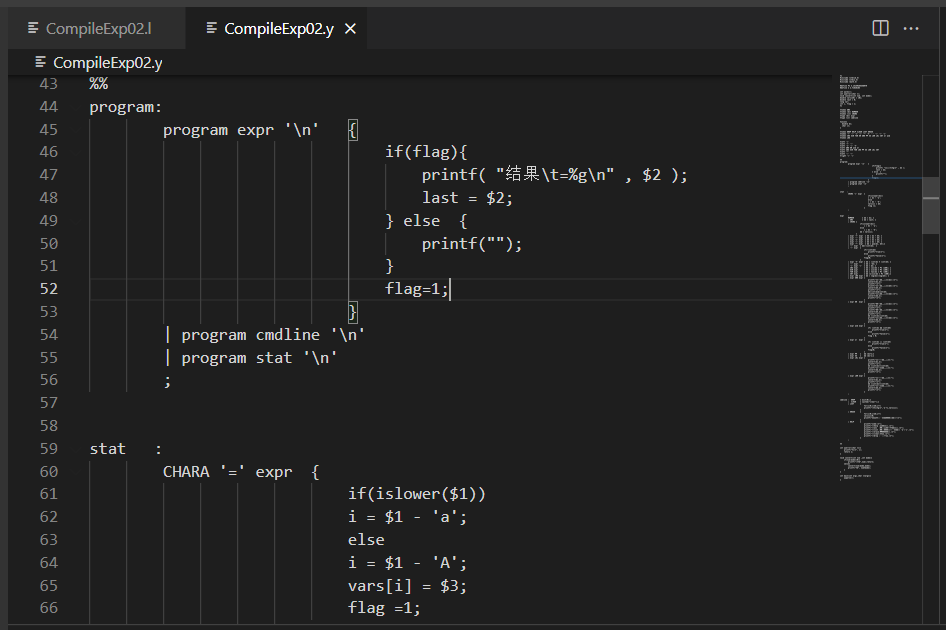 CompileExp02.l
CompileExp02.y
CompileExp02.y
43 %%
44 program:
45 program expr '\n' {
46 if(flag){
47 printf( "结果\t=%g\n" , $2 );
48 last = $2;
49 } else {
50 printf("");
51 }
52 flag=1;
53 }
54 | program cmdline '\n'
55 | program stat '\n'
56 ;
57
58
59 stat :
60 CHARA '=' expr {
61 if(islower($1))
62 i = $1 - 'a';
63 else
64 i = $1 - 'A';
65 vars[i] = $3;
66 flag =1;